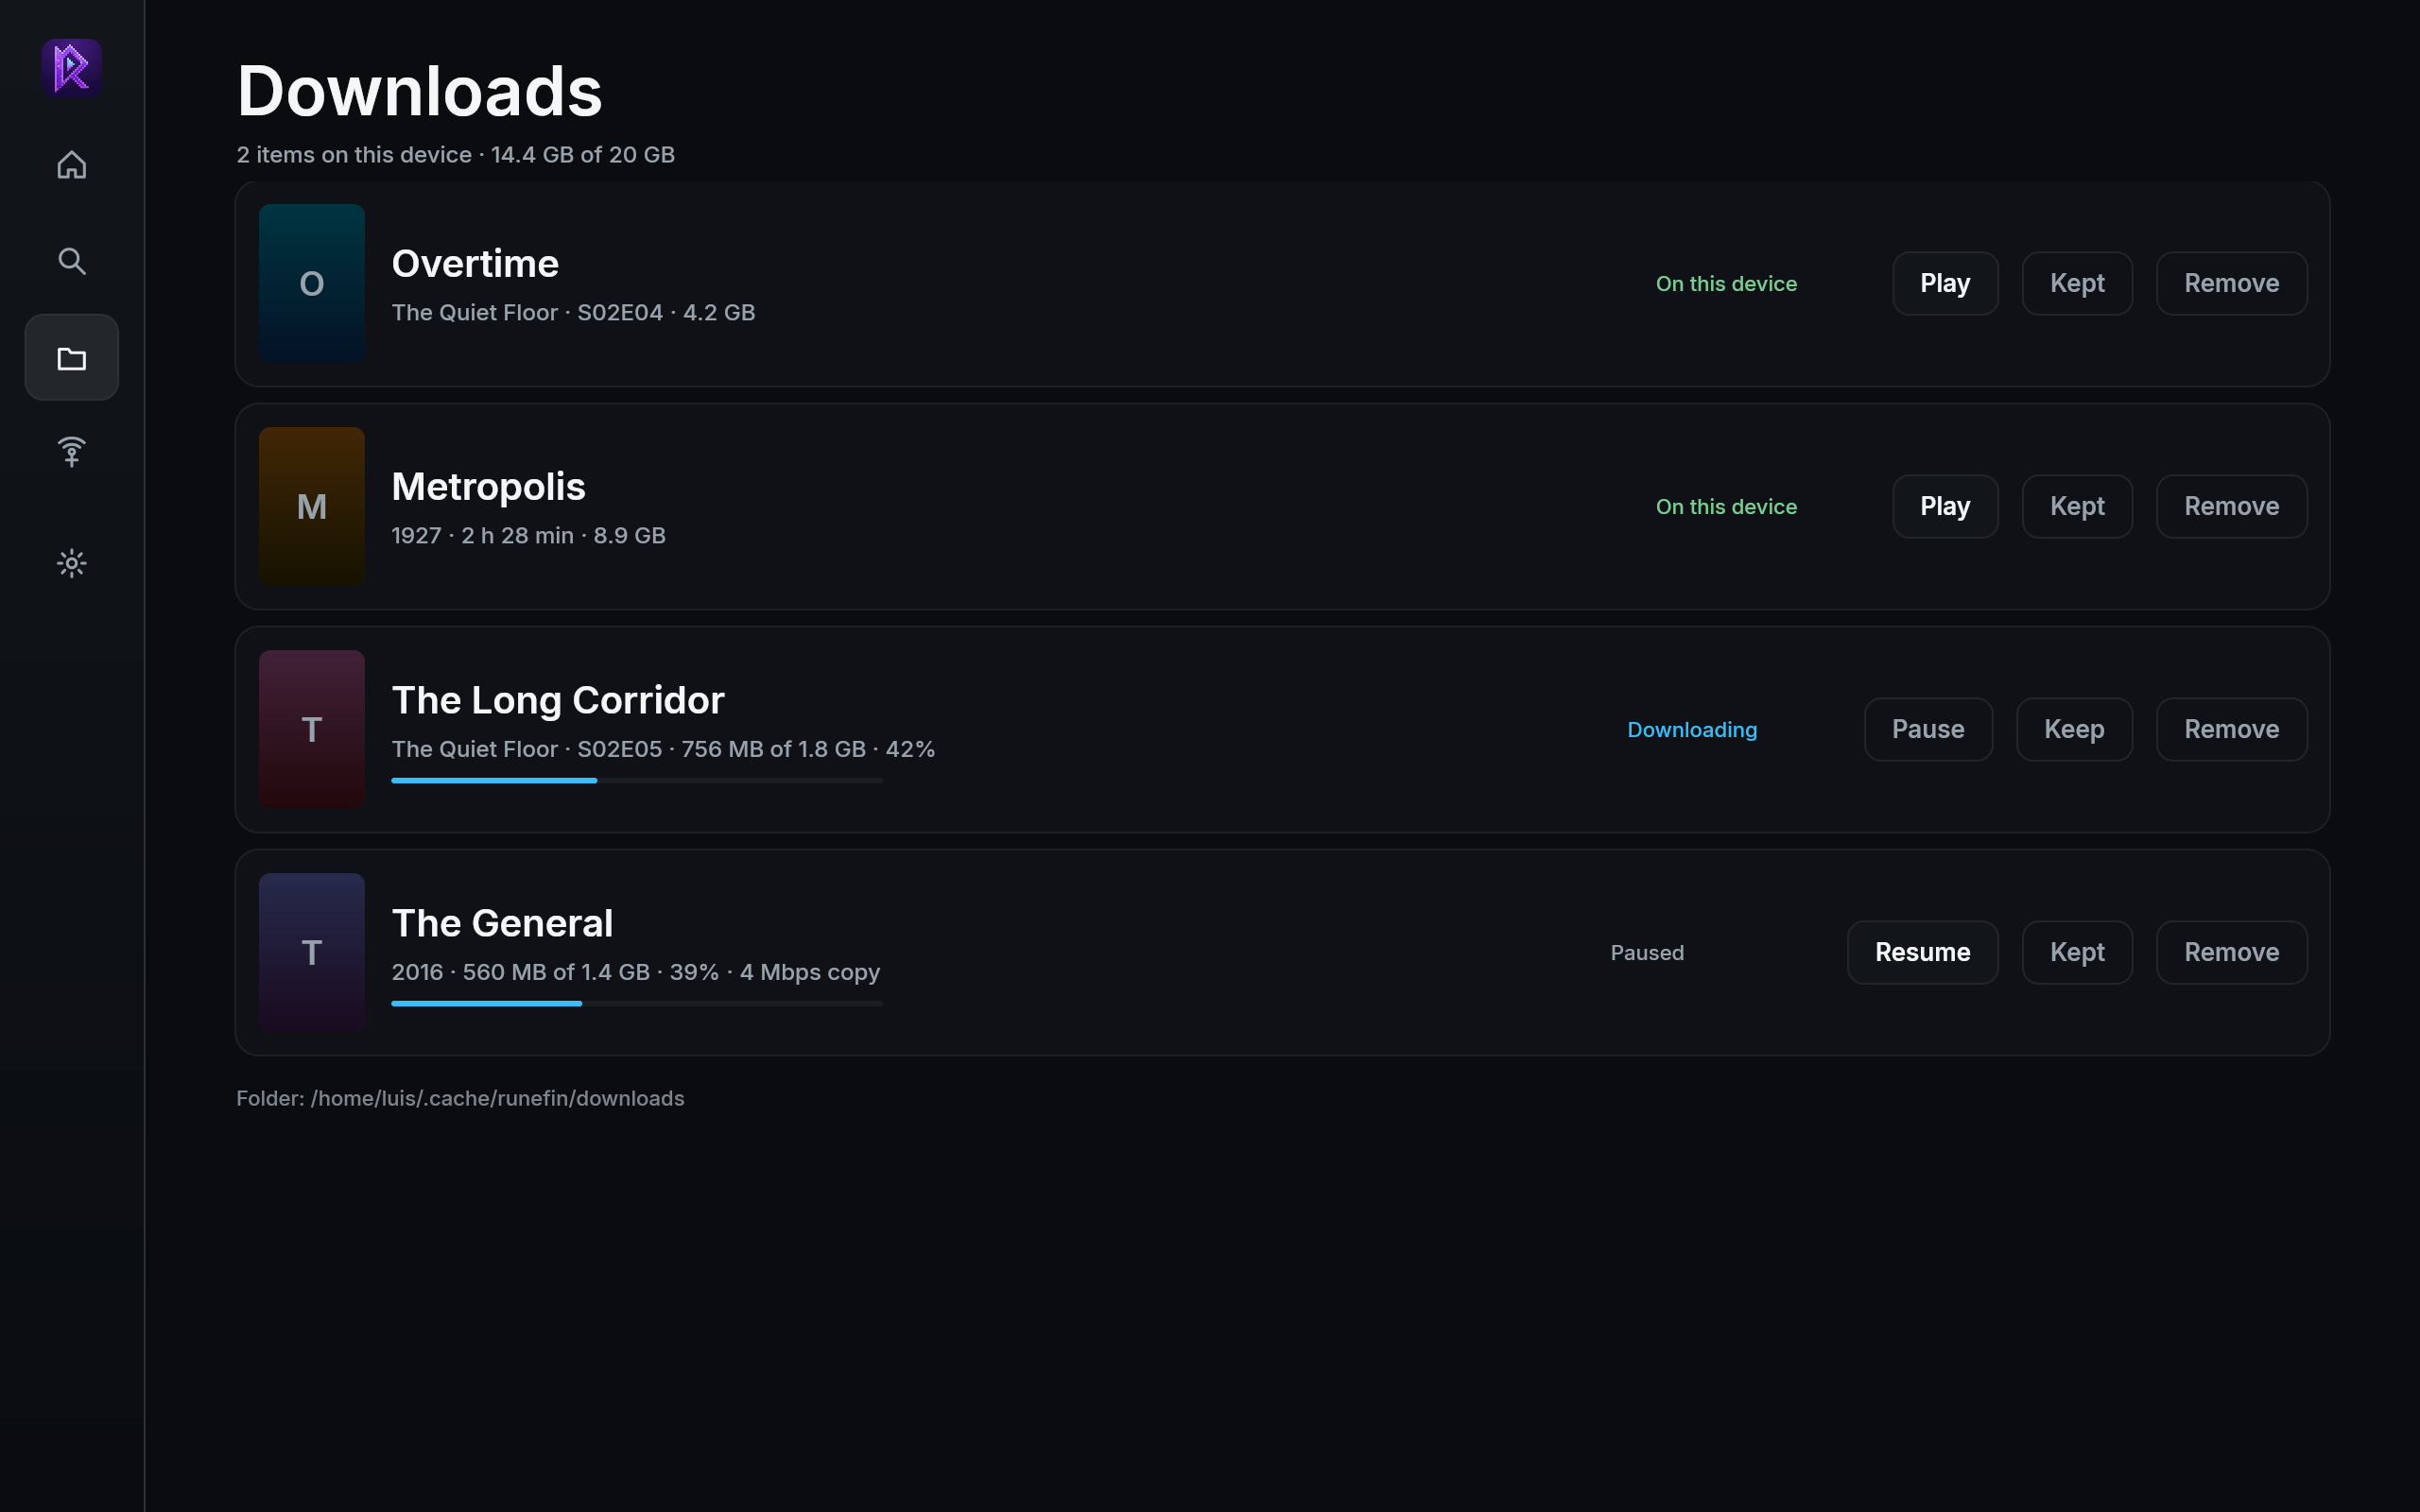 Downloads
2 items on this device · 14.4 GB of 20 GB
O
Overtime
The Quiet Floor · S02E04 · 4.2 GB
On this device
Play
Kept
Remove
M
Metropolis
1927 · 2 h 28 min · 8.9 GB
On this device
Play
Kept
Remove
T
The Long Corridor
The Quiet Floor · S02E05 · 756 MB of 1.8 GB · 42%
Downloading
Pause
Keep
Remove
T
The General
2016 · 560 MB of 1.4 GB · 39% · 4 Mbps copy
Paused
Resume
Kept
Remove
Folder: /home/luis/.cache/runefin/downloads